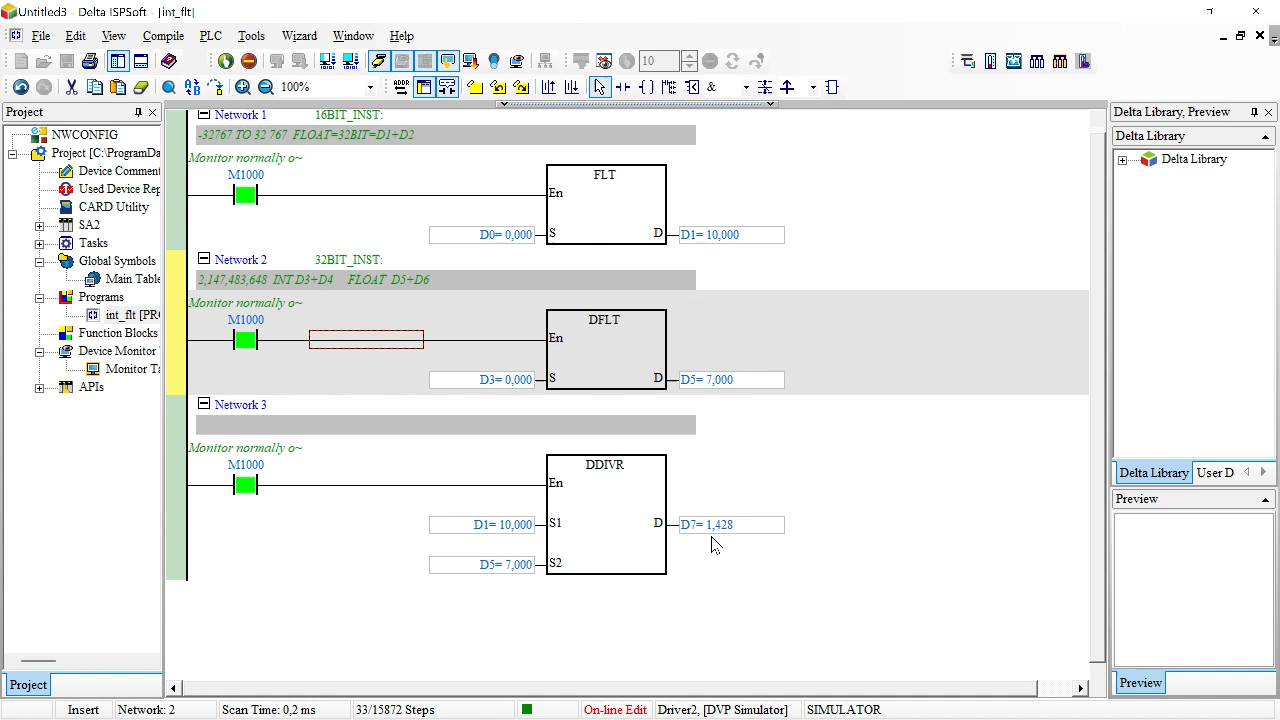 Untitled3 - Delta ISPSoft - [int_flt]
File Edit View Compile PLC Tools Wizard Window Help
10
100% ADDR &
Project
NWCONFIG
Project [C:\ProgramDa
Device Comment
Used Device Rep
CARD Utility
SA2
Tasks
Global Symbols
Main Table
Programs
int_flt [PRO
Function Blocks
Device Monitor
Monitor Ta
APIs
Project
Network 1 16BIT_INST:
-32767 TO 32 767 FLOAT=32BIT=D1+D2
Monitor normally o~
M1000
FLT
En
D0= 0,000 S D D1= 10,000
Network 2 32BIT_INST:
2,147,483,648 INT D3+D4 FLOAT D5+D6
Monitor normally o~
M1000
DFLT
En
D3= 0,000 S D D5= 7,000
Network 3
Monitor normally o~
M1000
DDIVR
En
D1= 10,000 S1 D D7= 1,428
D5= 7,000 S2
Delta Library, Preview
Delta Library
Delta Library
Delta Library User D
Preview
Preview
Insert Network: 2 Scan Time: 0,2 ms 33/15872 Steps On-line Edit Driver2, [DVP Simulator] SIMULATOR